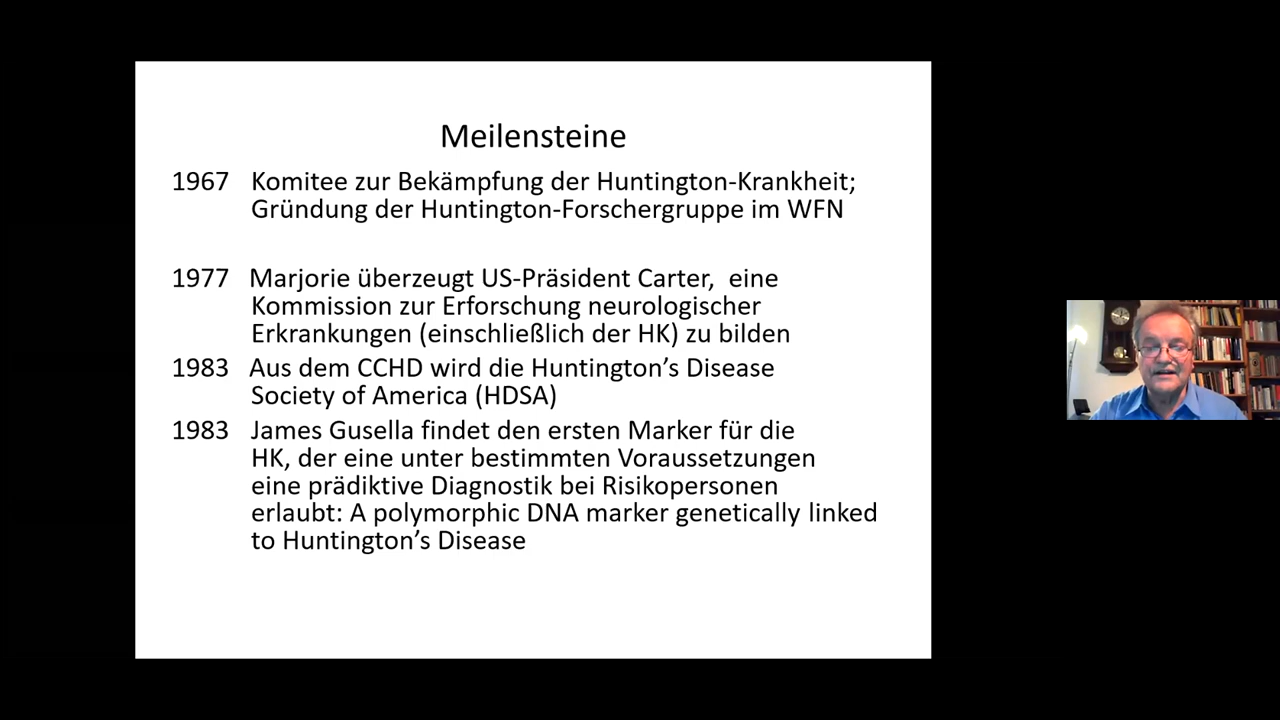 Meilensteine
1967 Komitee zur Bekämpfung der Huntington-Krankheit;
Gründung der Huntington-Forschergruppe im WFN
1977 Marjorie überzeugt US-Präsident Carter, eine
Kommission zur Erforschung neurologischer
Erkrankungen (einschließlich der HK) zu bilden
1983 Aus dem CCHD wird die Huntington’s Disease
Society of America (HDSA)
1983 James Gusella findet den ersten Marker für die
HK, der eine unter bestimmten Voraussetzungen
eine prädiktive Diagnostik bei Risikopersonen
erlaubt: A polymorphic DNA marker genetically linked
to Huntington’s Disease